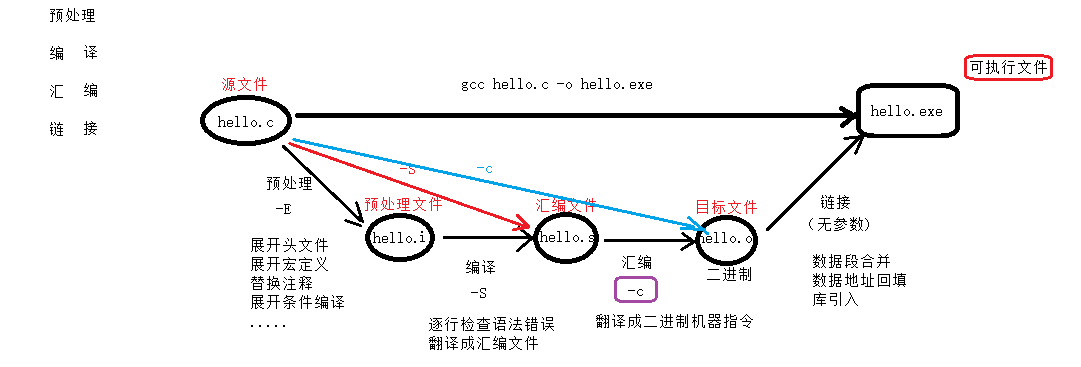 预处理
编 译
汇 编
链 接
源文件
hello.c
gcc hello.c -o hello.exe
可执行文件
hello.exe
预处理
-E
展开头文件
展开宏定义
替换注释
展开条件编译
.....
-S
-c
预处理文件
hello.i
编译
-S
逐行检查语法错误
翻译成汇编文件
汇编文件
hello.s
汇编
-c
翻译成二进制机器指令
目标文件
hello.o
二进制
链接
(无参数)
数据段合并
数据地址回填
库引入